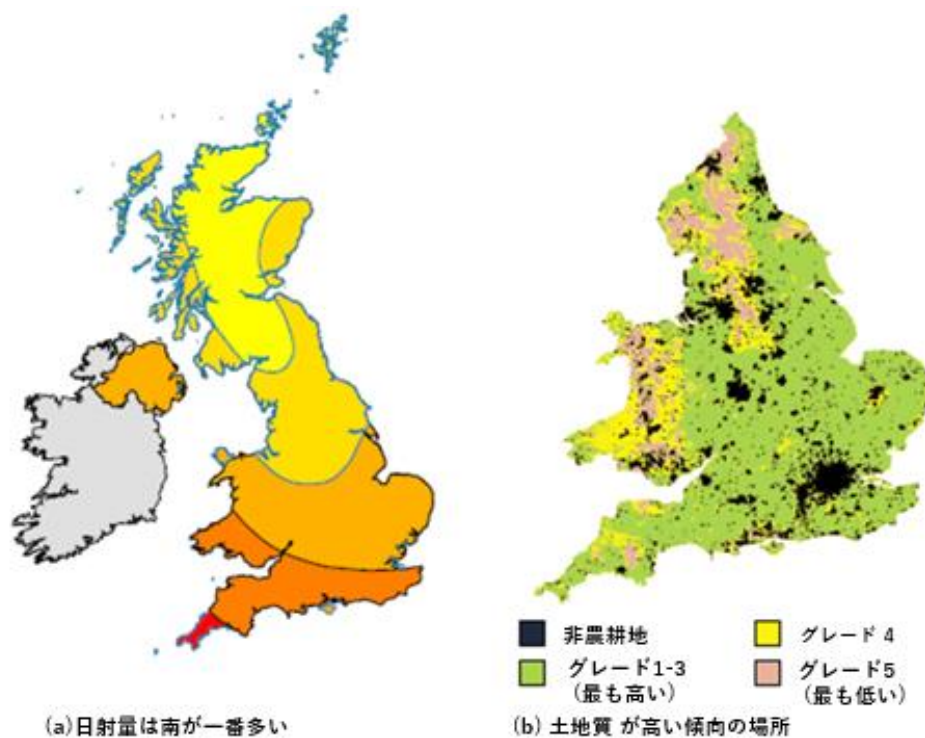 非農耕地
グレード 4
グレード1-3
(最も高い)
グレード5
(最も低い)
(a)日射量は南が一番多い
(b) 土地質 が高い傾向の場所